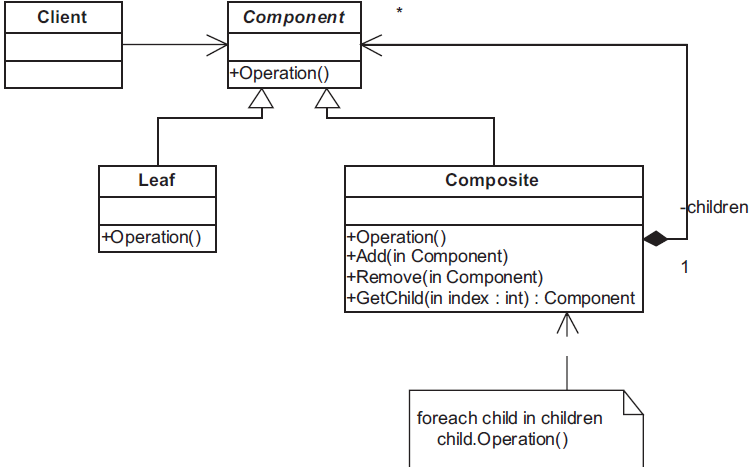 Client
Component
*
+Operation()
Leaf
+Operation()
Composite
+Operation()
+Add(in Component)
+Remove(in Component)
+GetChild(in index : int) : Component
-children
1
foreach child in children
child.Operation()